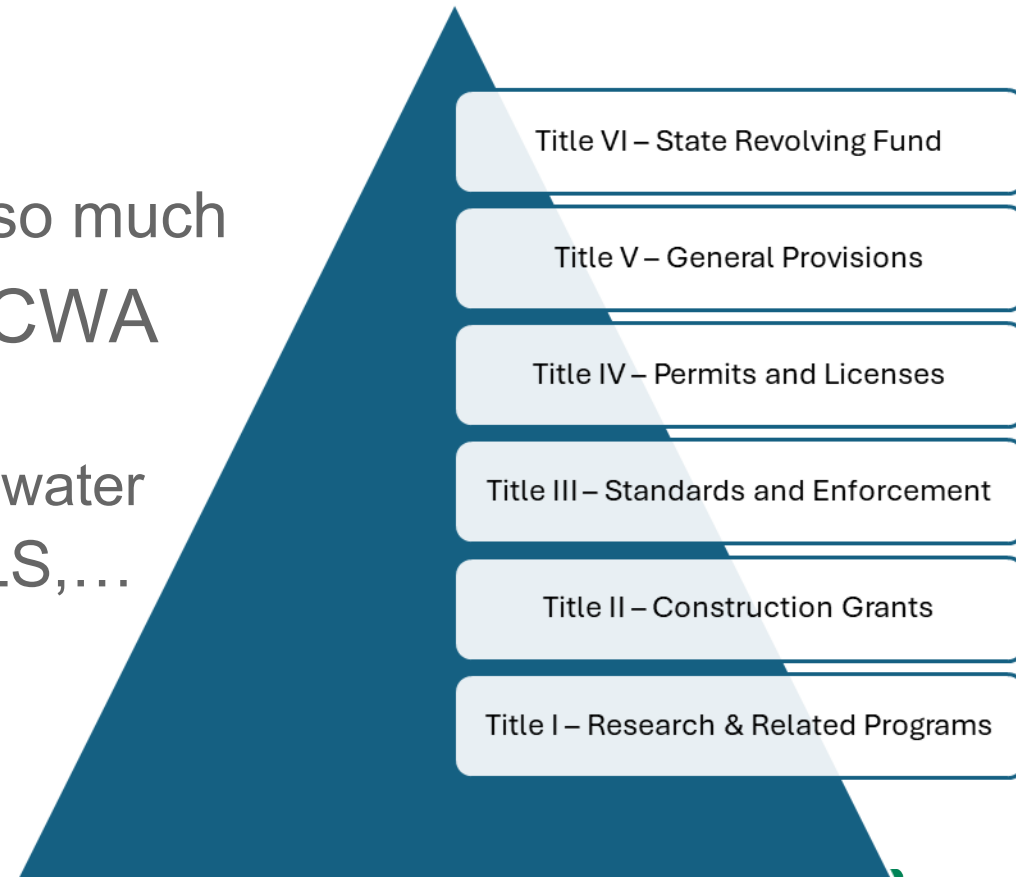 so much
CWA
water
LS,…
Title VI – State Revolving Fund
Title V – General Provisions
Title IV – Permits and Licenses
Title III – Standards and Enforcement
Title II – Construction Grants
Title I – Research & Related Programs